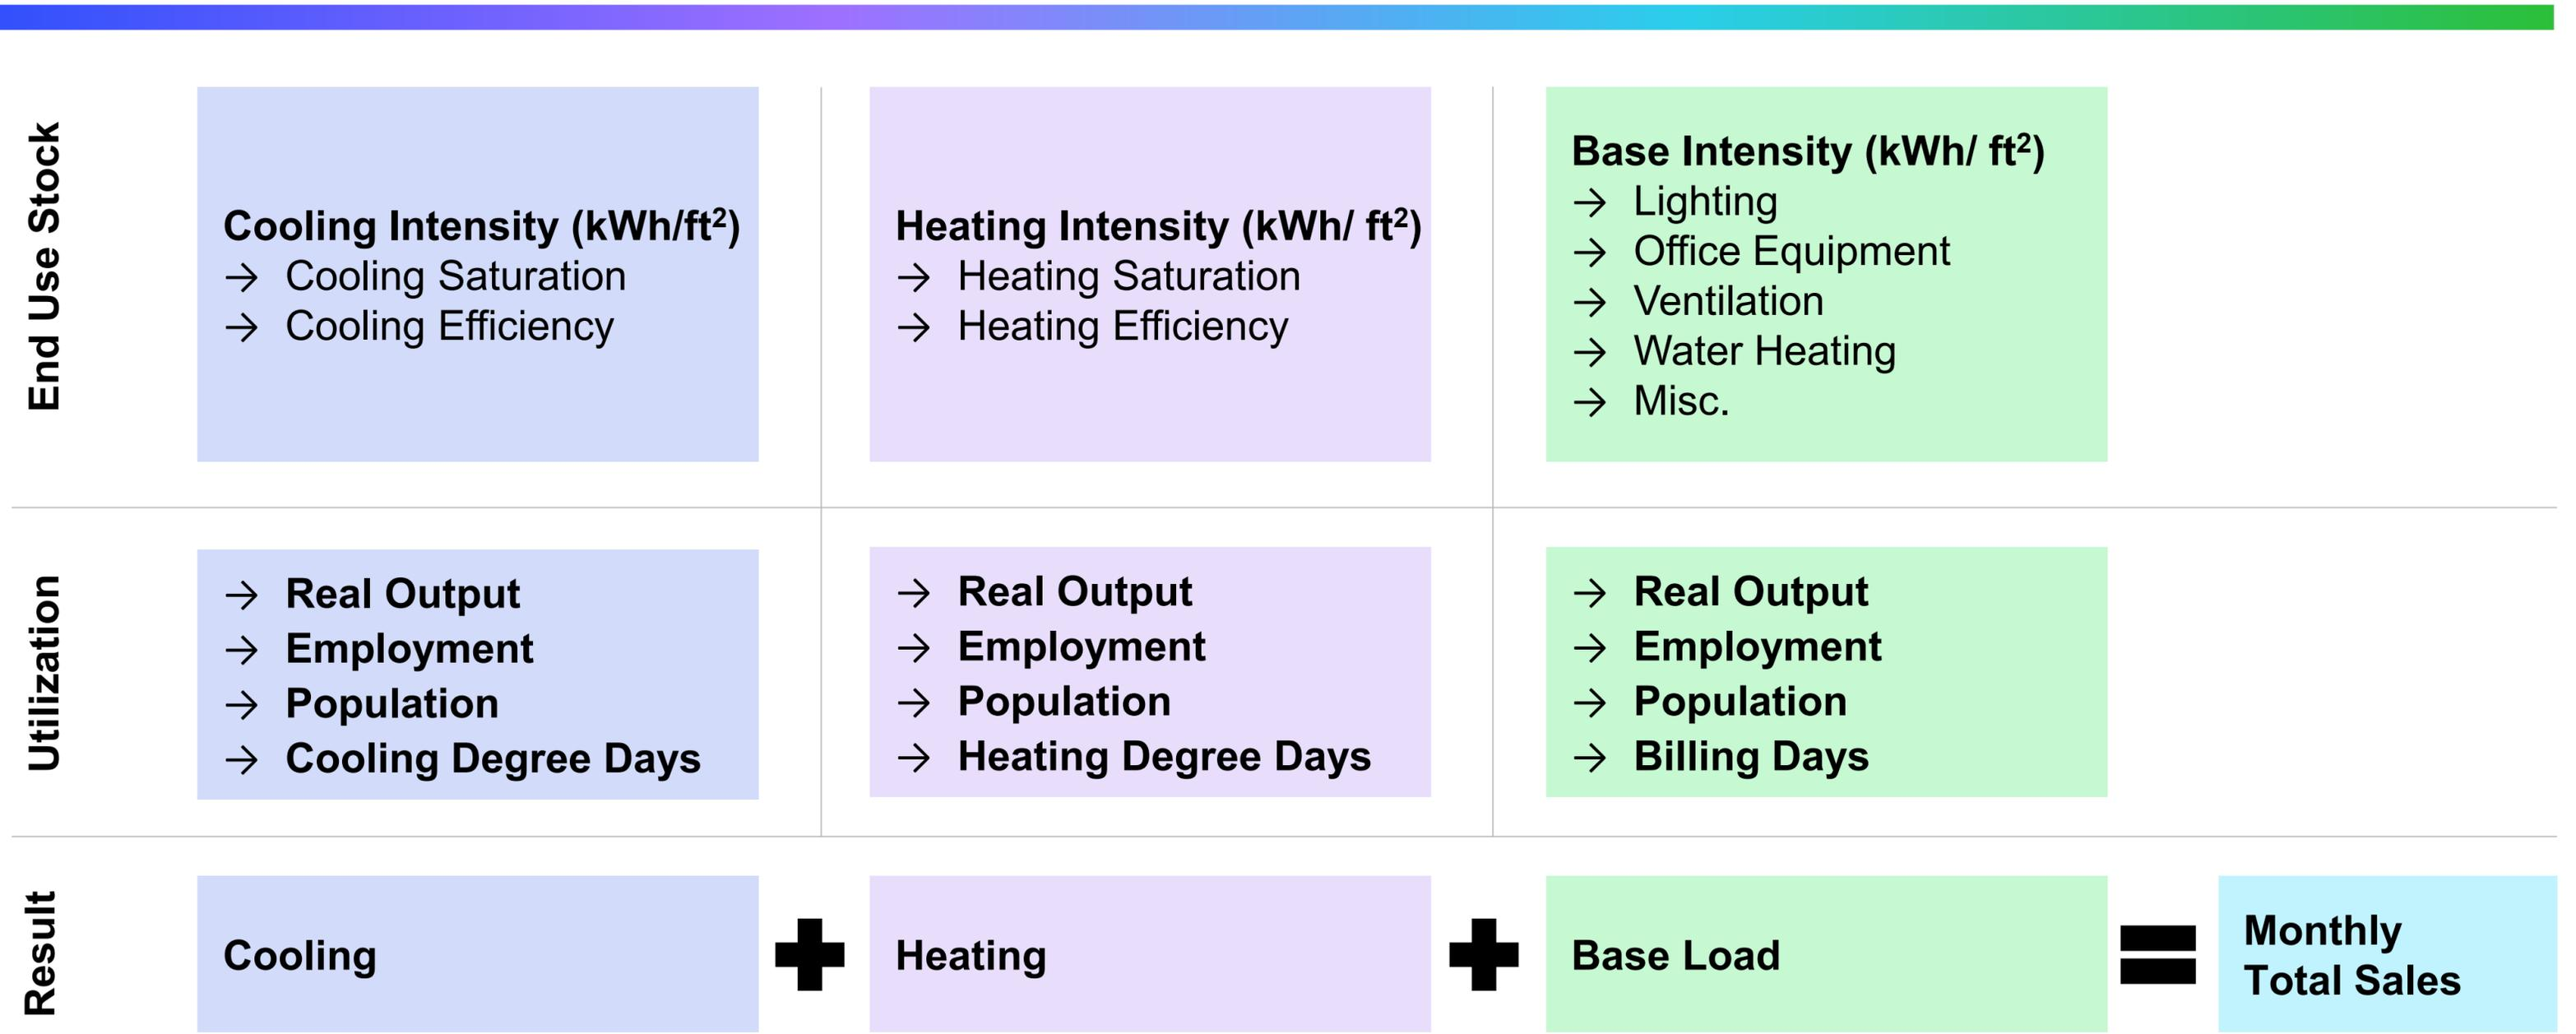 End Use Stock
Cooling Intensity (kWh/ft²)
→ Cooling Saturation
→ Cooling Efficiency
Heating Intensity (kWh/ ft²)
→ Heating Saturation
→ Heating Efficiency
Base Intensity (kWh/ ft²)
→ Lighting
→ Office Equipment
→ Ventilation
→ Water Heating
→ Misc.
Utilization
→ Real Output
→ Employment
→ Population
→ Cooling Degree Days
→ Real Output
→ Employment
→ Population
→ Heating Degree Days
→ Real Output
→ Employment
→ Population
→ Billing Days
Result
Cooling
+
Heating
+
Base Load
=
Monthly
Total Sales